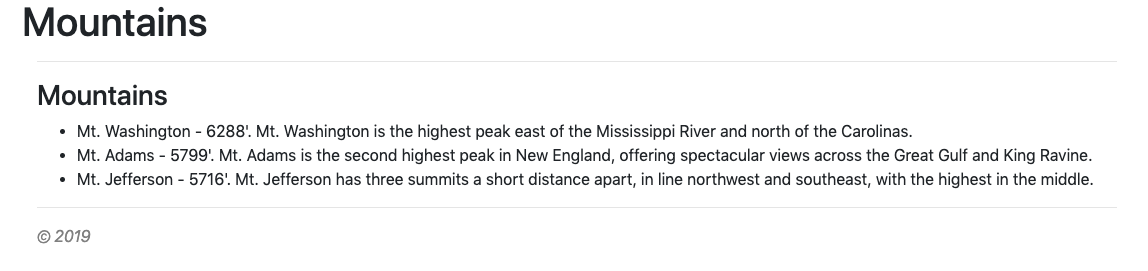 Mountains
Mountains
• Mt. Washington - 6288'. Mt. Washington is the highest peak east of the Mississippi River and north of the Carolinas.
• Mt. Adams - 5799'. Mt. Adams is the second highest peak in New England, offering spectacular views across the Great Gulf and King Ravine.
• Mt. Jefferson - 5716'. Mt. Jefferson has three summits a short distance apart, in line northwest and southeast, with the highest in the middle.
© 2019